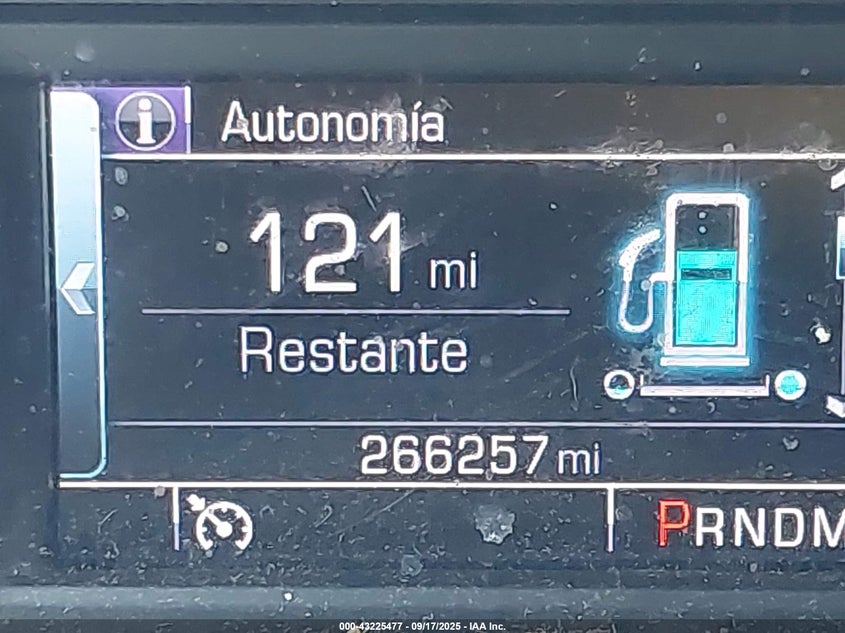 i Autonomía
121 mi
Restante
266257 mi
PRNDM
000-43225477 - 09/17/2025 - IAA Inc.